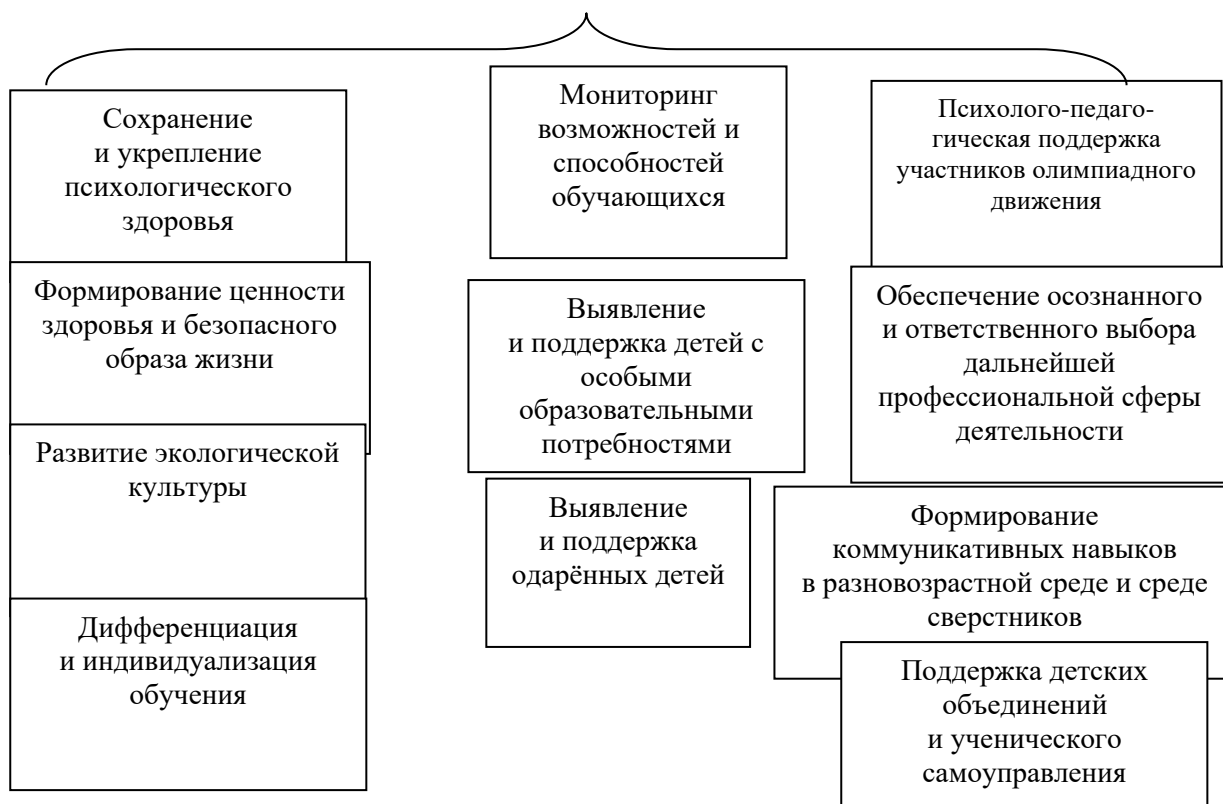 Сохранение
и укрепление
психологического
здоровья
Формирование ценности
здоровья и безопасного
образа жизни
Развитие экологической
культуры
Дифференциация
и индивидуализация
обучения
Мониторинг
возможностей и
способностей
обучающихся
Выявление
и поддержка детей с
особыми
образовательными
потребностями
Выявление
и поддержка
одарённых детей
Психолого-педаго-
гическая поддержка
участников олимпиадного
движения
Обеспечение осознанного
и ответственного выбора
дальнейшей
профессиональной сферы
деятельности
Формирование
коммуникативных навыков
в разновозрастной среде и среде
сверстников
Поддержка детских
объединений
и ученического
самоуправления